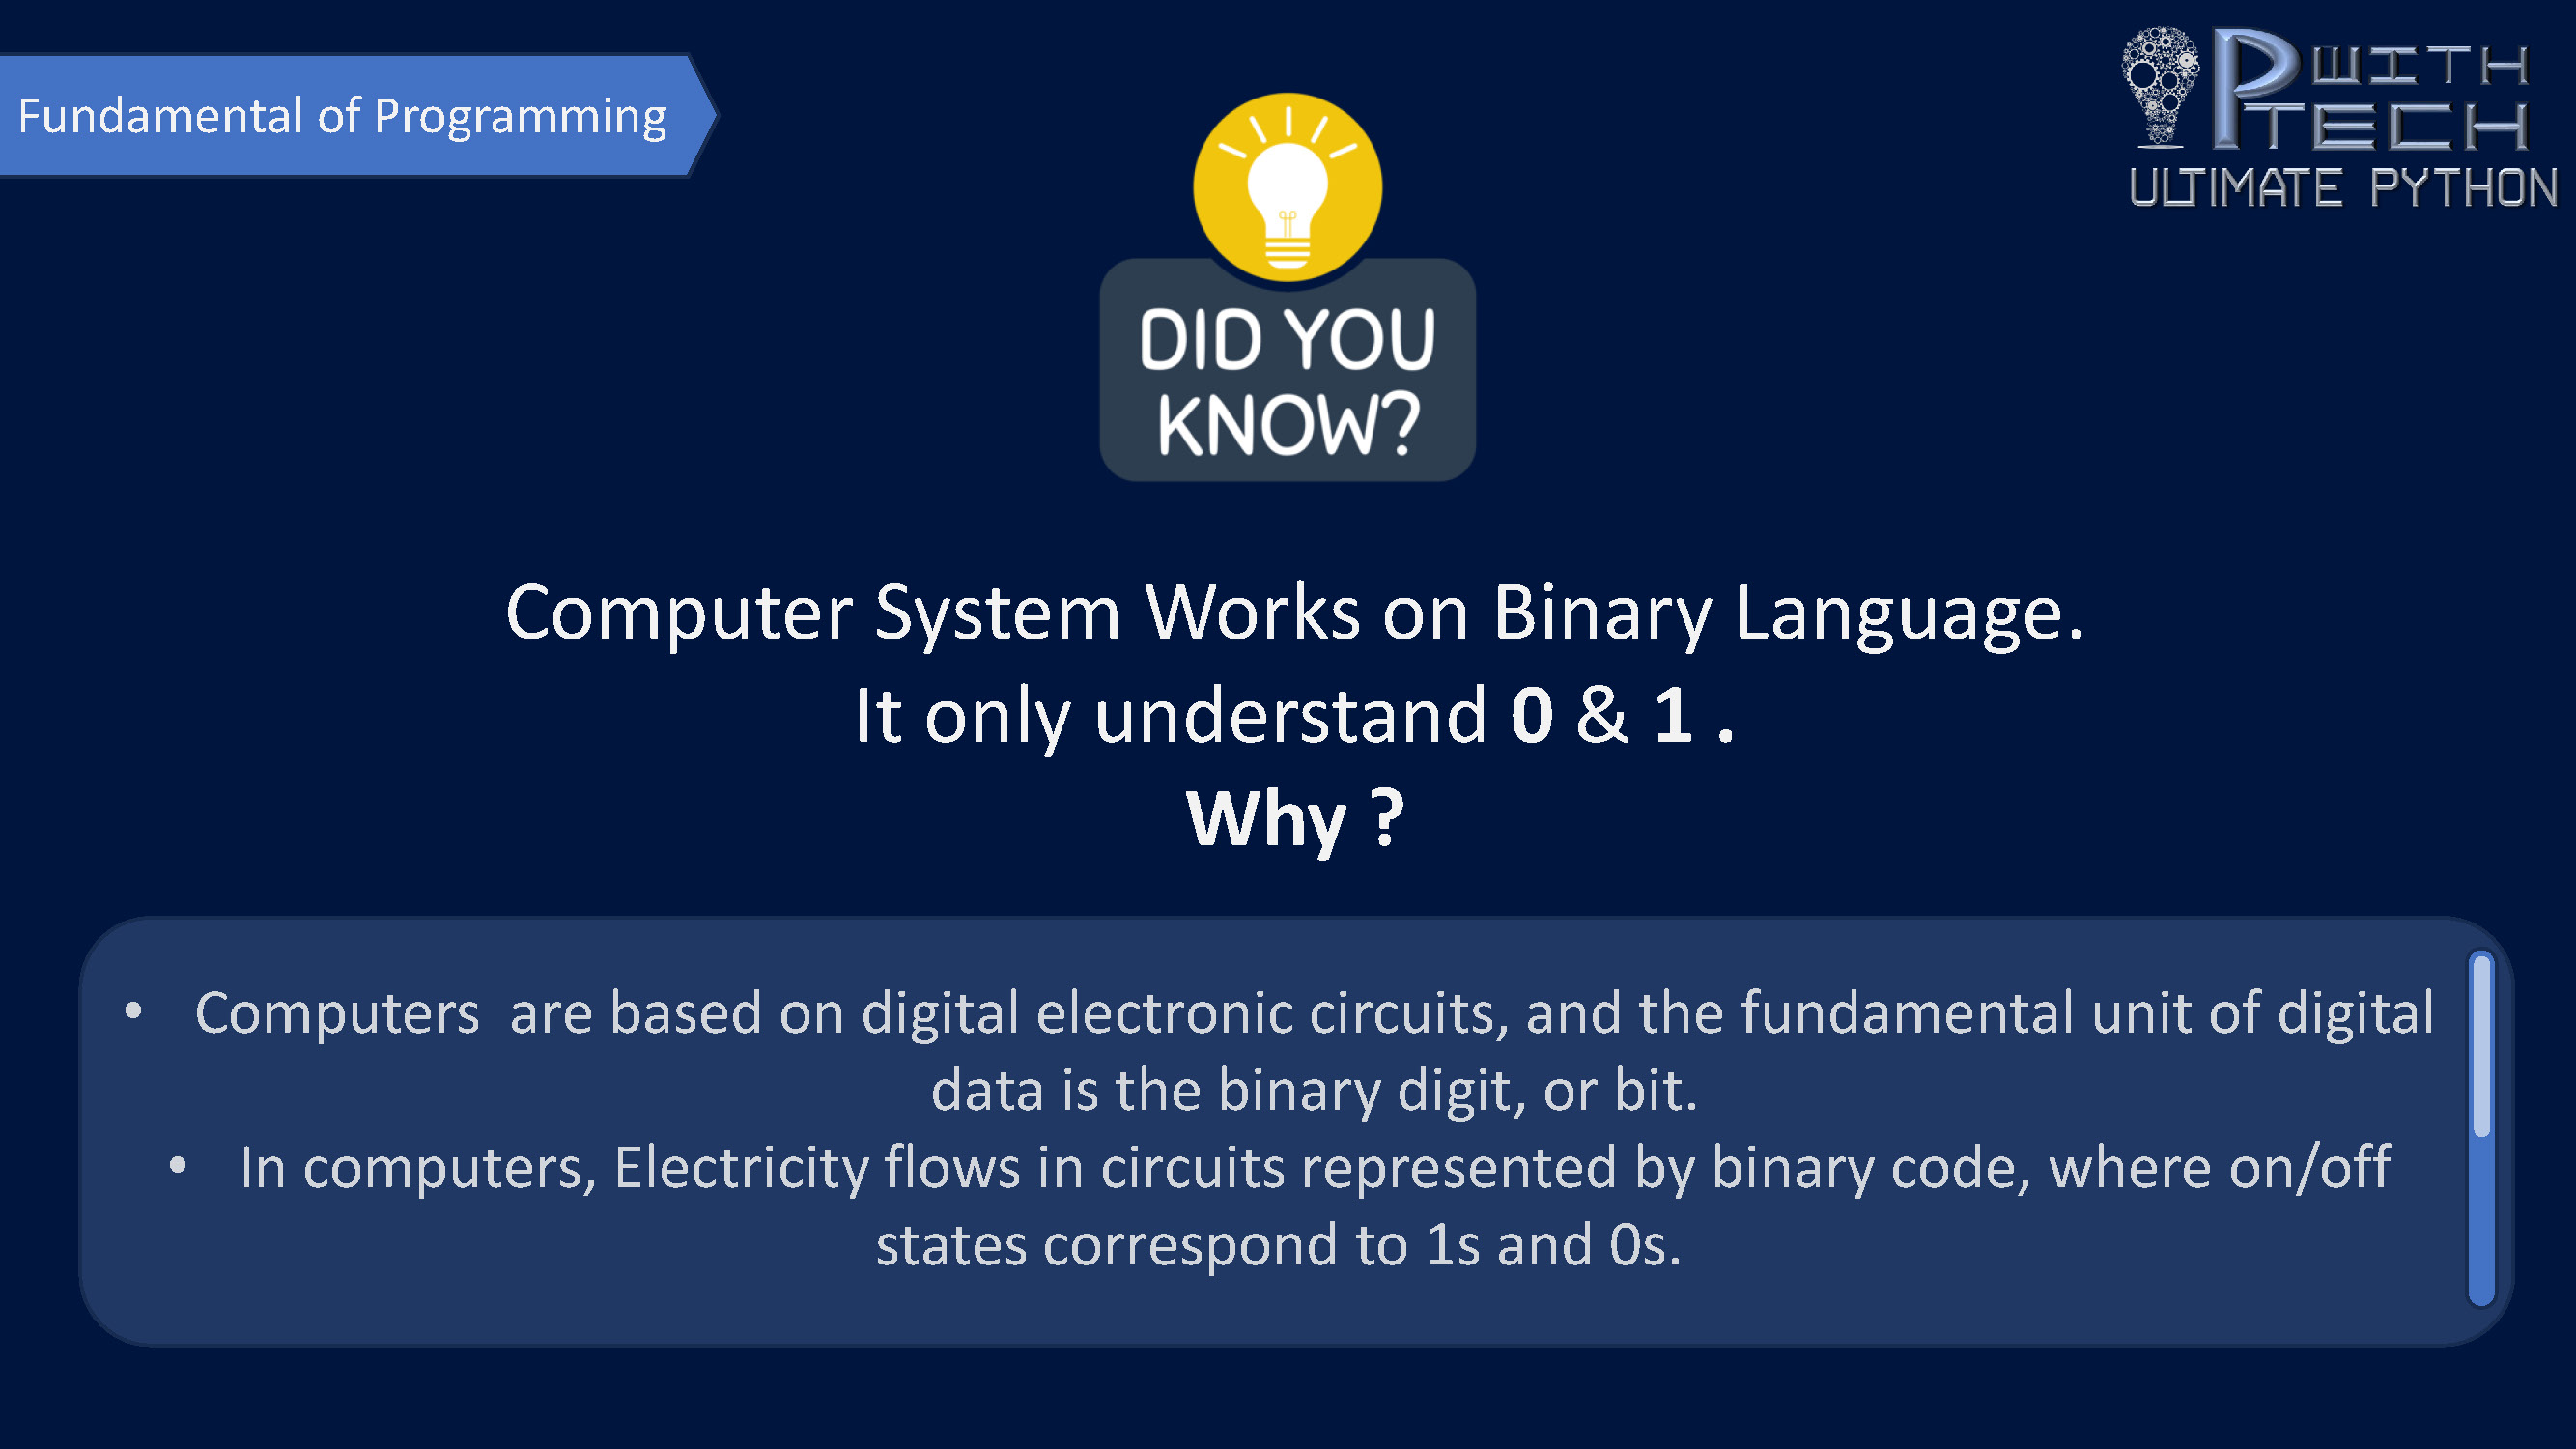 Fundamental of Programming
P WITH
TECH
ULTIMATE PYTHON
DID YOU
KNOW?
Computer System Works on Binary Language.
It only understand 0 & 1 .
Why ?
• Computers are based on digital electronic circuits, and the fundamental unit of digital
data is the binary digit, or bit.
• In computers, Electricity flows in circuits represented by binary code, where on/off
states correspond to 1s and 0s.